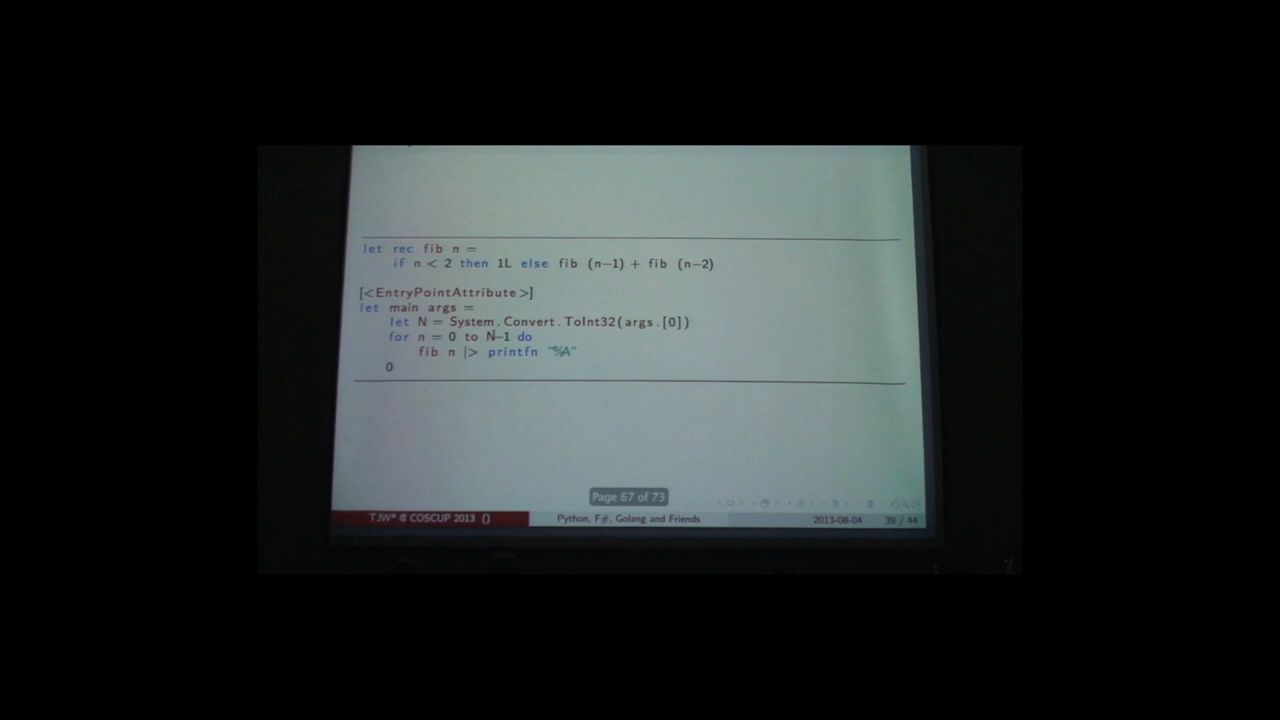 let rec fib n =
    if n < 2 then 1L else fib (n-1) + fib (n-2)
[<EntryPointAttribute>]
let main args =
    let N = System.Convert.ToInt32(args.[0])
    for n = 0 to N-1 do
        fib n |> printfn "%A"
    0
Page 67 of 73
TJW* @ COSCUP 2013 () Python, F#, Golang and Friends 2013-08-04 39 / 44